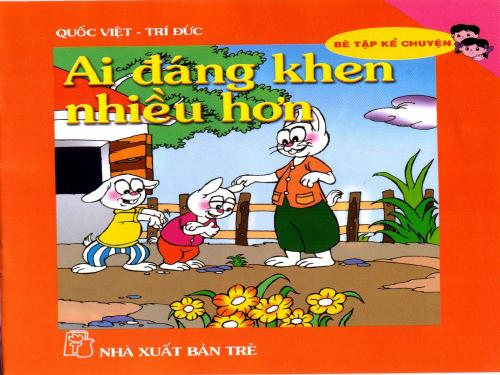 QUỐC VIỆT - TRÍ ĐỨC
BÉ TẬP KỂ CHUYỆN
Ai đáng khen
nhiều hơn
NHÀ XUẤT BẢN TRẺ